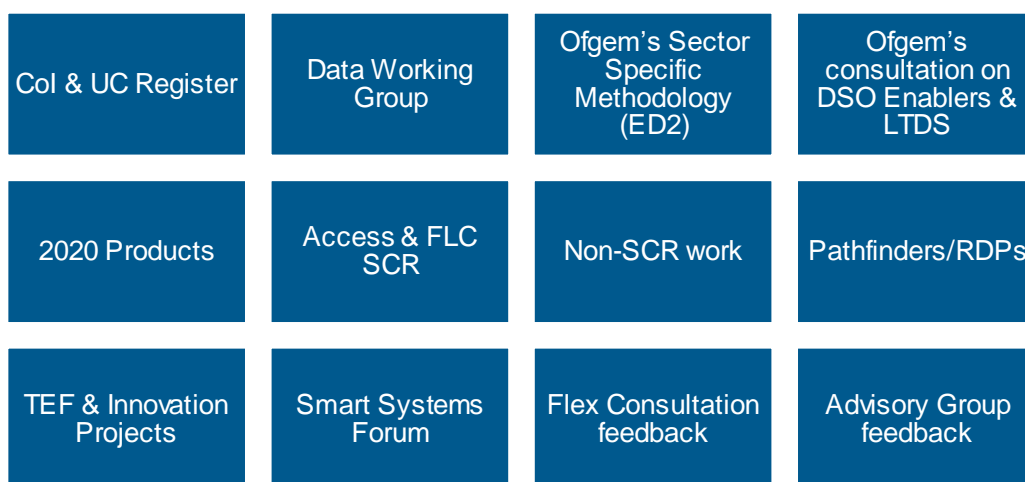 CoI & UC Register
Data Working
Group
Ofgem's Sector
Specific
Methodology
(ED2)
Ofgem's
consultation on
DSO Enablers &
LTDS
2020 Products
Access & FLC
SCR
Non-SCR work
Pathfinders/RDPs
TEF & Innovation
Projects
Smart Systems
Forum
Flex Consultation
feedback
Advisory Group
feedback